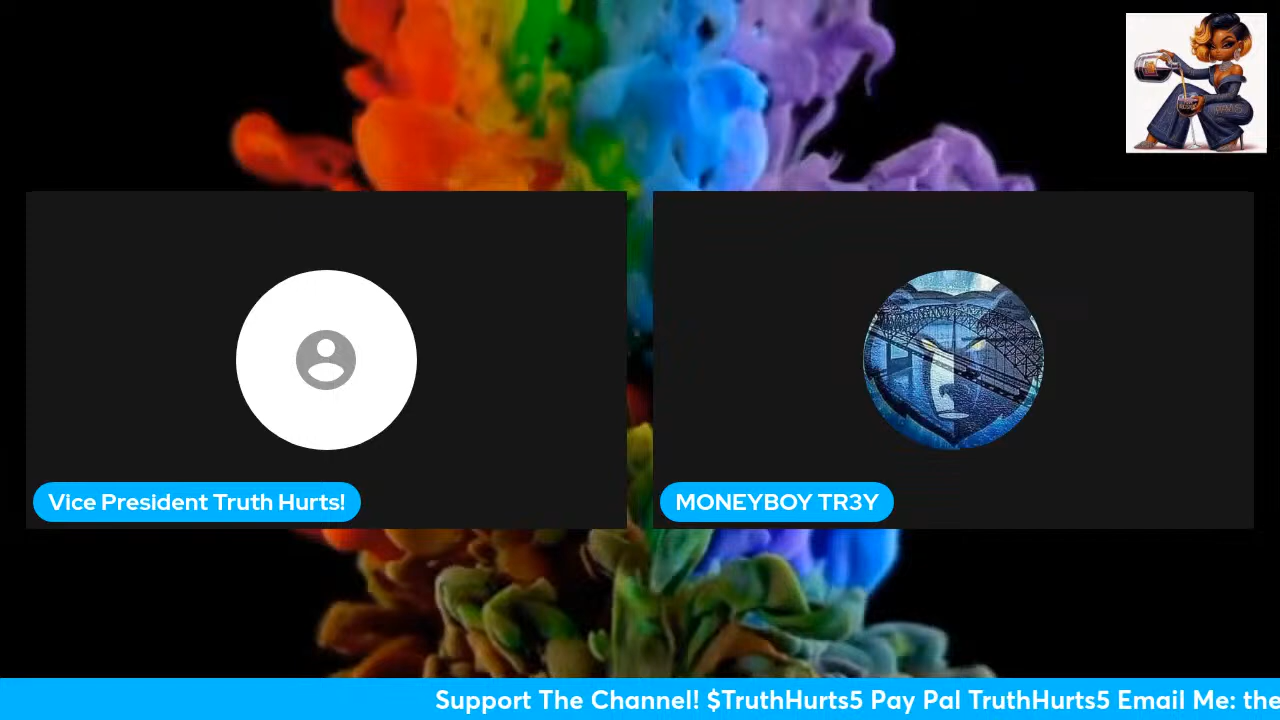 Vice President Truth Hurts!
MONEYBOY TR3Y
Support The Channel! $TruthHurts5 Pay Pal TruthHurts5 Email Me: the